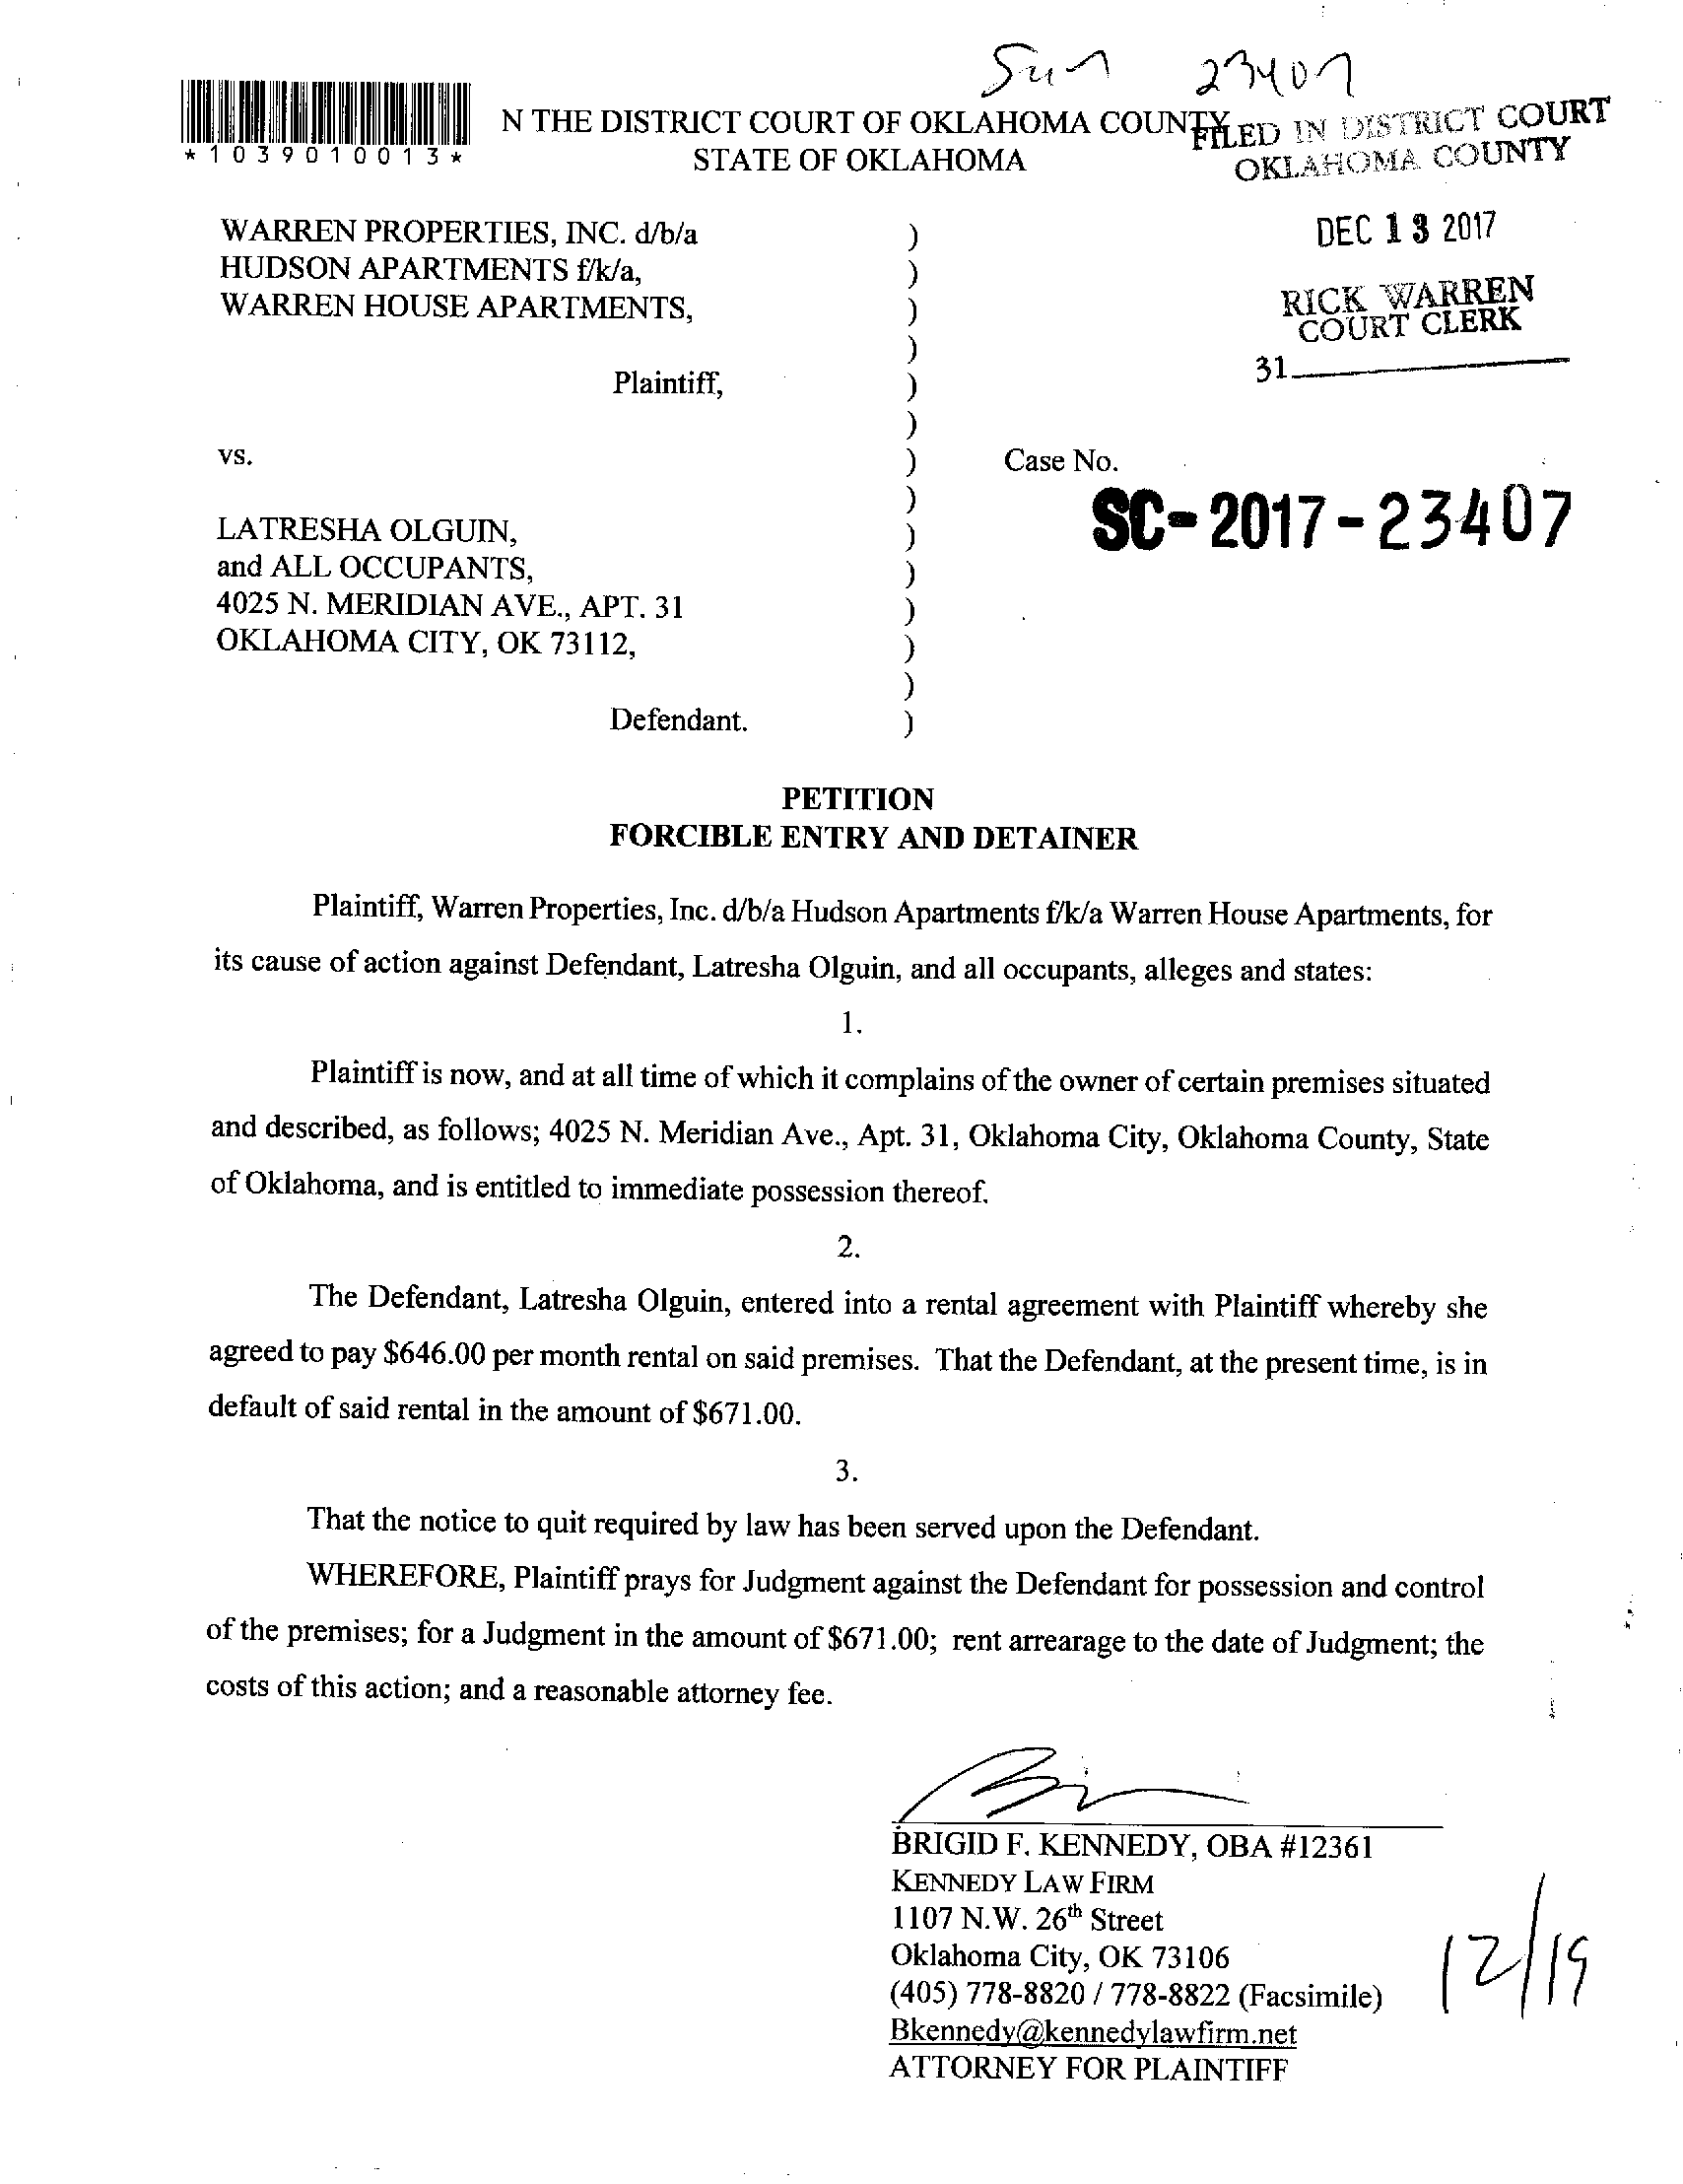 Sun 23407
*1039010013*
N THE DISTRICT COURT OF OKLAHOMA COUNTY
STATE OF OKLAHOMA
FILED IN DISTRICT COURT
OKLAHOMA COUNTY
DEC 13 2017
RICK WARREN
COURT CLERK
31
WARREN PROPERTIES, INC. d/b/a )
HUDSON APARTMENTS f/k/a, )
WARREN HOUSE APARTMENTS, )
)
Plaintiff, )
)
vs. ) Case No.
) SC-2017-23407
LATRESHA OLGUIN, )
and ALL OCCUPANTS, )
4025 N. MERIDIAN AVE., APT. 31 )
OKLAHOMA CITY, OK 73112, )
)
Defendant. )
PETITION
FORCIBLE ENTRY AND DETAINER
Plaintiff, Warren Properties, Inc. d/b/a Hudson Apartments f/k/a Warren House Apartments, for
its cause of action against Defendant, Latresha Olguin, and all occupants, alleges and states:
1.
Plaintiff is now, and at all time of which it complains of the owner of certain premises situated
and described, as follows; 4025 N. Meridian Ave., Apt. 31, Oklahoma City, Oklahoma County, State
of Oklahoma, and is entitled to immediate possession thereof.
2.
The Defendant, Latresha Olguin, entered into a rental agreement with Plaintiff whereby she
agreed to pay $646.00 per month rental on said premises. That the Defendant, at the present time, is in
default of said rental in the amount of $671.00.
3.
That the notice to quit required by law has been served upon the Defendant.
WHEREFORE, Plaintiff prays for Judgment against the Defendant for possession and control
of the premises; for a Judgment in the amount of $671.00; rent arrearage to the date of Judgment; the
costs of this action; and a reasonable attorney fee.
BRIGID F. KENNEDY, OBA #12361
KENNEDY LAW FIRM
1107 N.W. 26th Street
Oklahoma City, OK 73106
(405) 778-8820 / 778-8822 (Facsimile)
Bkennedy@kennedylawfirm.net
ATTORNEY FOR PLAINTIFF
12/19